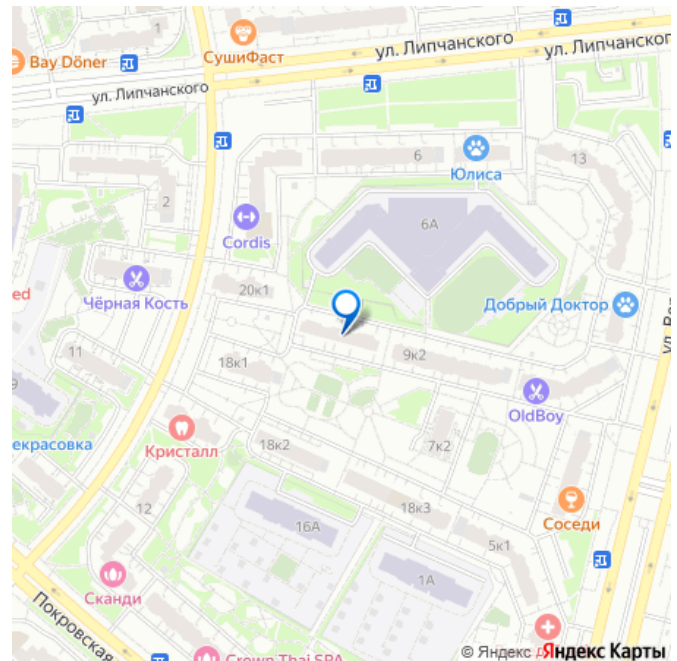 1
СушиФаст
ул. Липчанского
ул. Липчанского
Bay Döner
ул. Липчанского
6
Юлиса
13
2
Cordis
6А
Чёрная Кость
20к1
Добрый Доктор
11
18к1
9к2
OldBoy
Кристалл
18к2
7к2
12
18к3
Соседи
16А
5к1
1А
Сканди
Покровская
Crown Thai SPA
© Яндекс Яндекс Карты